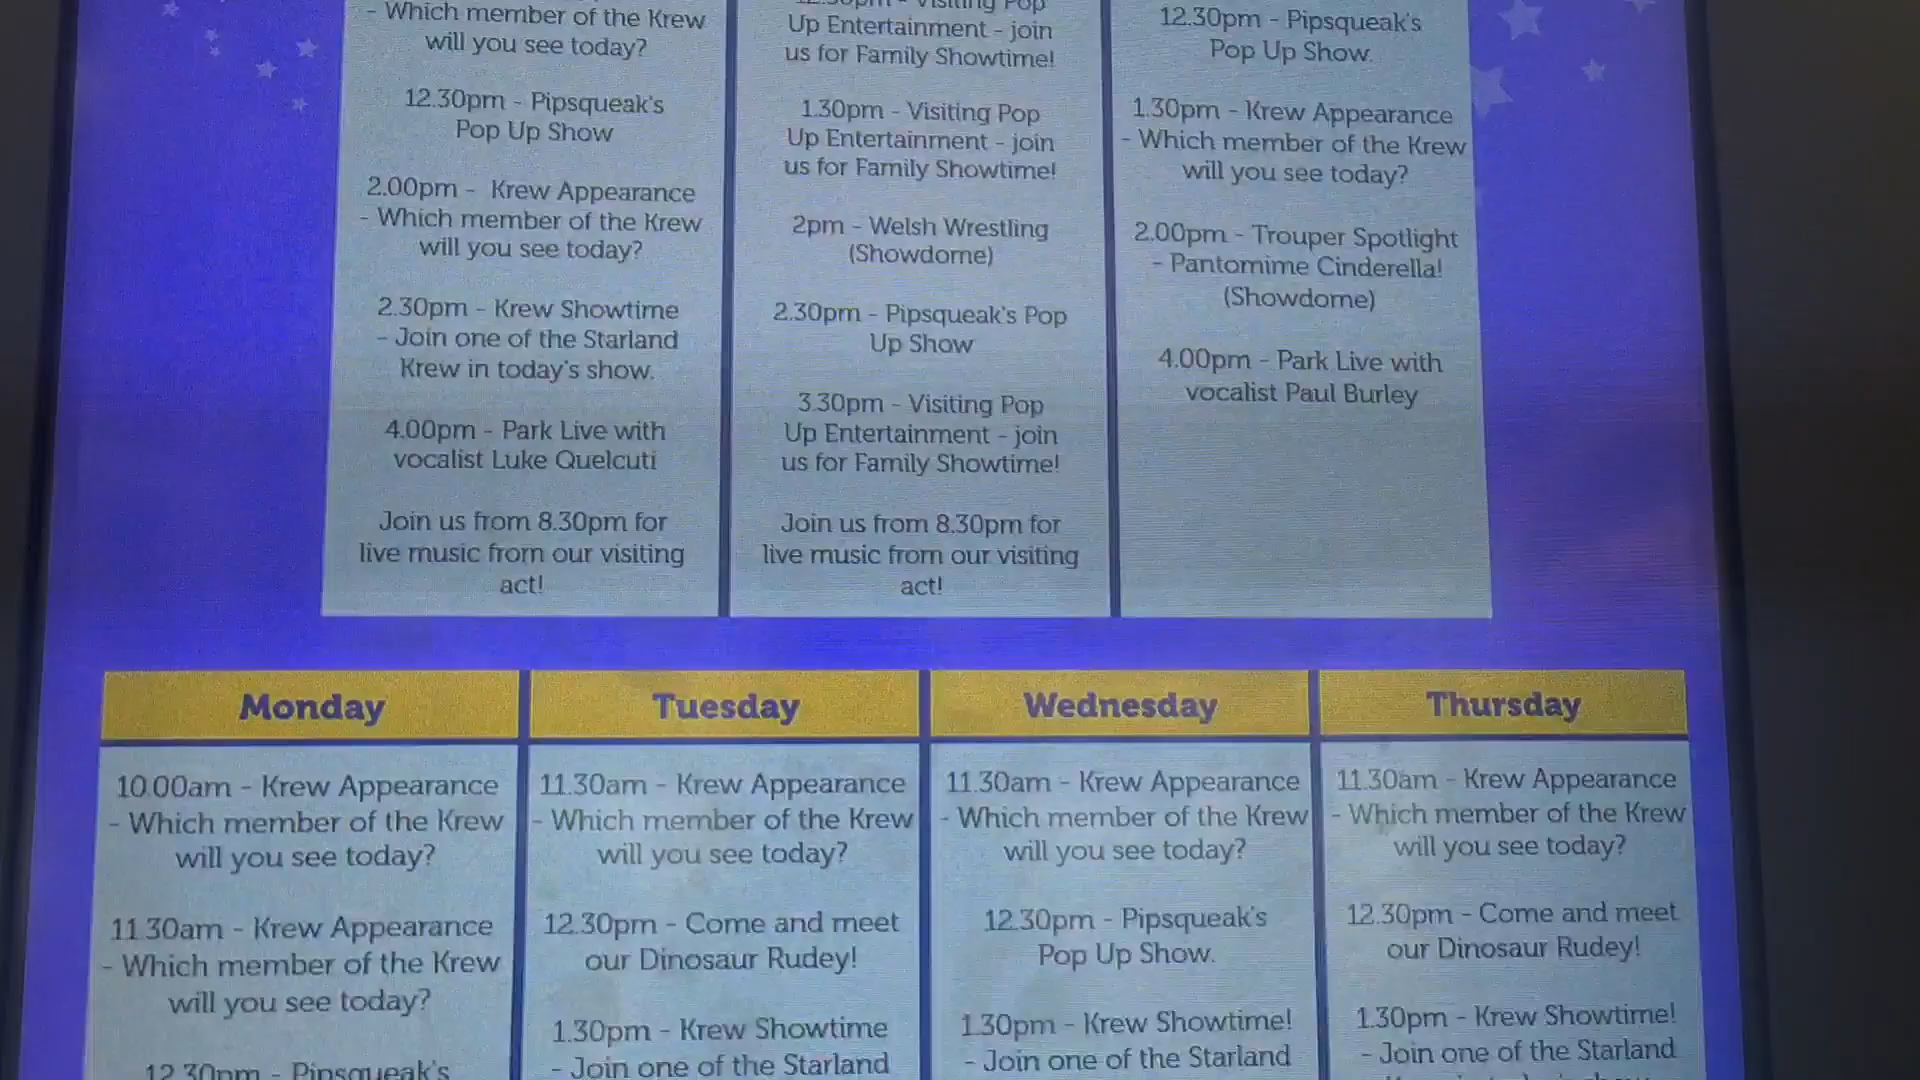 - Which member of the Krew
will you see today?
12.30pm - Pipsqueak's
Pop Up Show
2.00pm - Krew Appearance
- Which member of the Krew
will you see today?
2.30pm - Krew Showtime
- Join one of the Starland
Krew in today's show.
4.00pm - Park Live with
vocalist Luke Quelcuti
Join us from 8.30pm for
live music from our visiting
act!
12.30pm - Visiting Pop
Up Entertainment - join
us for Family Showtime!
1.30pm - Visiting Pop
Up Entertainment - join
us for Family Showtime!
2pm - Welsh Wrestling
(Showdome)
2.30pm - Pipsqueak's Pop
Up Show
3.30pm - Visiting Pop
Up Entertainment - join
us for Family Showtime!
Join us from 8.30pm for
live music from our visiting
act!
12.30pm - Pipsqueak's
Pop Up Show.
1.30pm - Krew Appearance
- Which member of the Krew
will you see today?
2.00pm - Trouper Spotlight
- Pantomime Cinderella!
(Showdome)
4.00pm - Park Live with
vocalist Paul Burley
Monday
10.00am - Krew Appearance
- Which member of the Krew
will you see today?
11.30am - Krew Appearance
- Which member of the Krew
will you see today?
12.30pm - Pipsqueak's
Tuesday
11.30am - Krew Appearance
- Which member of the Krew
will you see today?
12.30pm - Come and meet
our Dinosaur Rudey!
1.30pm - Krew Showtime
- Join one of the Starland
Wednesday
11.30am - Krew Appearance
- Which member of the Krew
will you see today?
12.30pm - Pipsqueak's
Pop Up Show.
1.30pm - Krew Showtime!
- Join one of the Starland
Thursday
11.30am - Krew Appearance
- Which member of the Krew
will you see today?
12.30pm - Come and meet
our Dinosaur Rudey!
1.30pm - Krew Showtime!
- Join one of the Starland